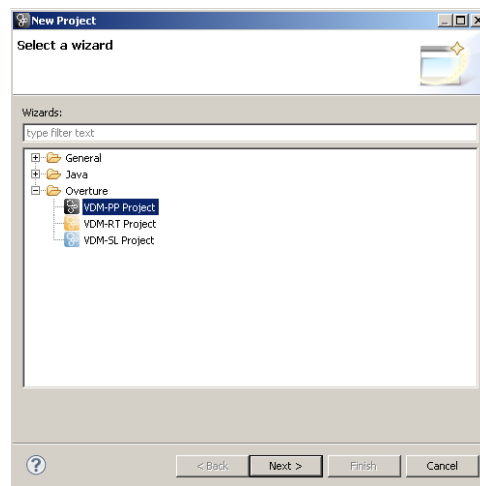 New Project
Select a wizard
Wizards:
type filter text
General
Java
Overture
VDM-PP Project
VDM-RT Project
VDM-SL Project
< Back Next > Finish Cancel